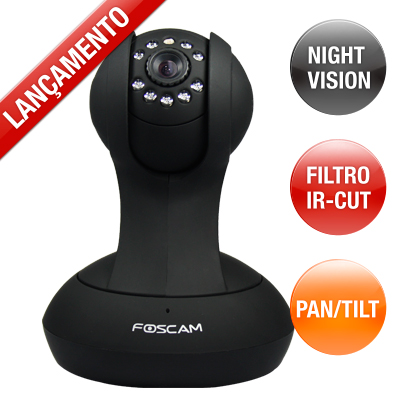 LANÇAMENTO
NIGHT
VISION
FILTRO
IR-CUT
PAN/TILT
FOSCAM